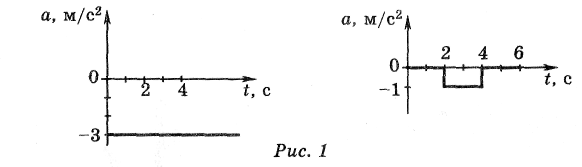 a, м/с²
0
2 4
t, с
−3
a, м/с²
2 4 6
0
t, с
−1
Рис. 1